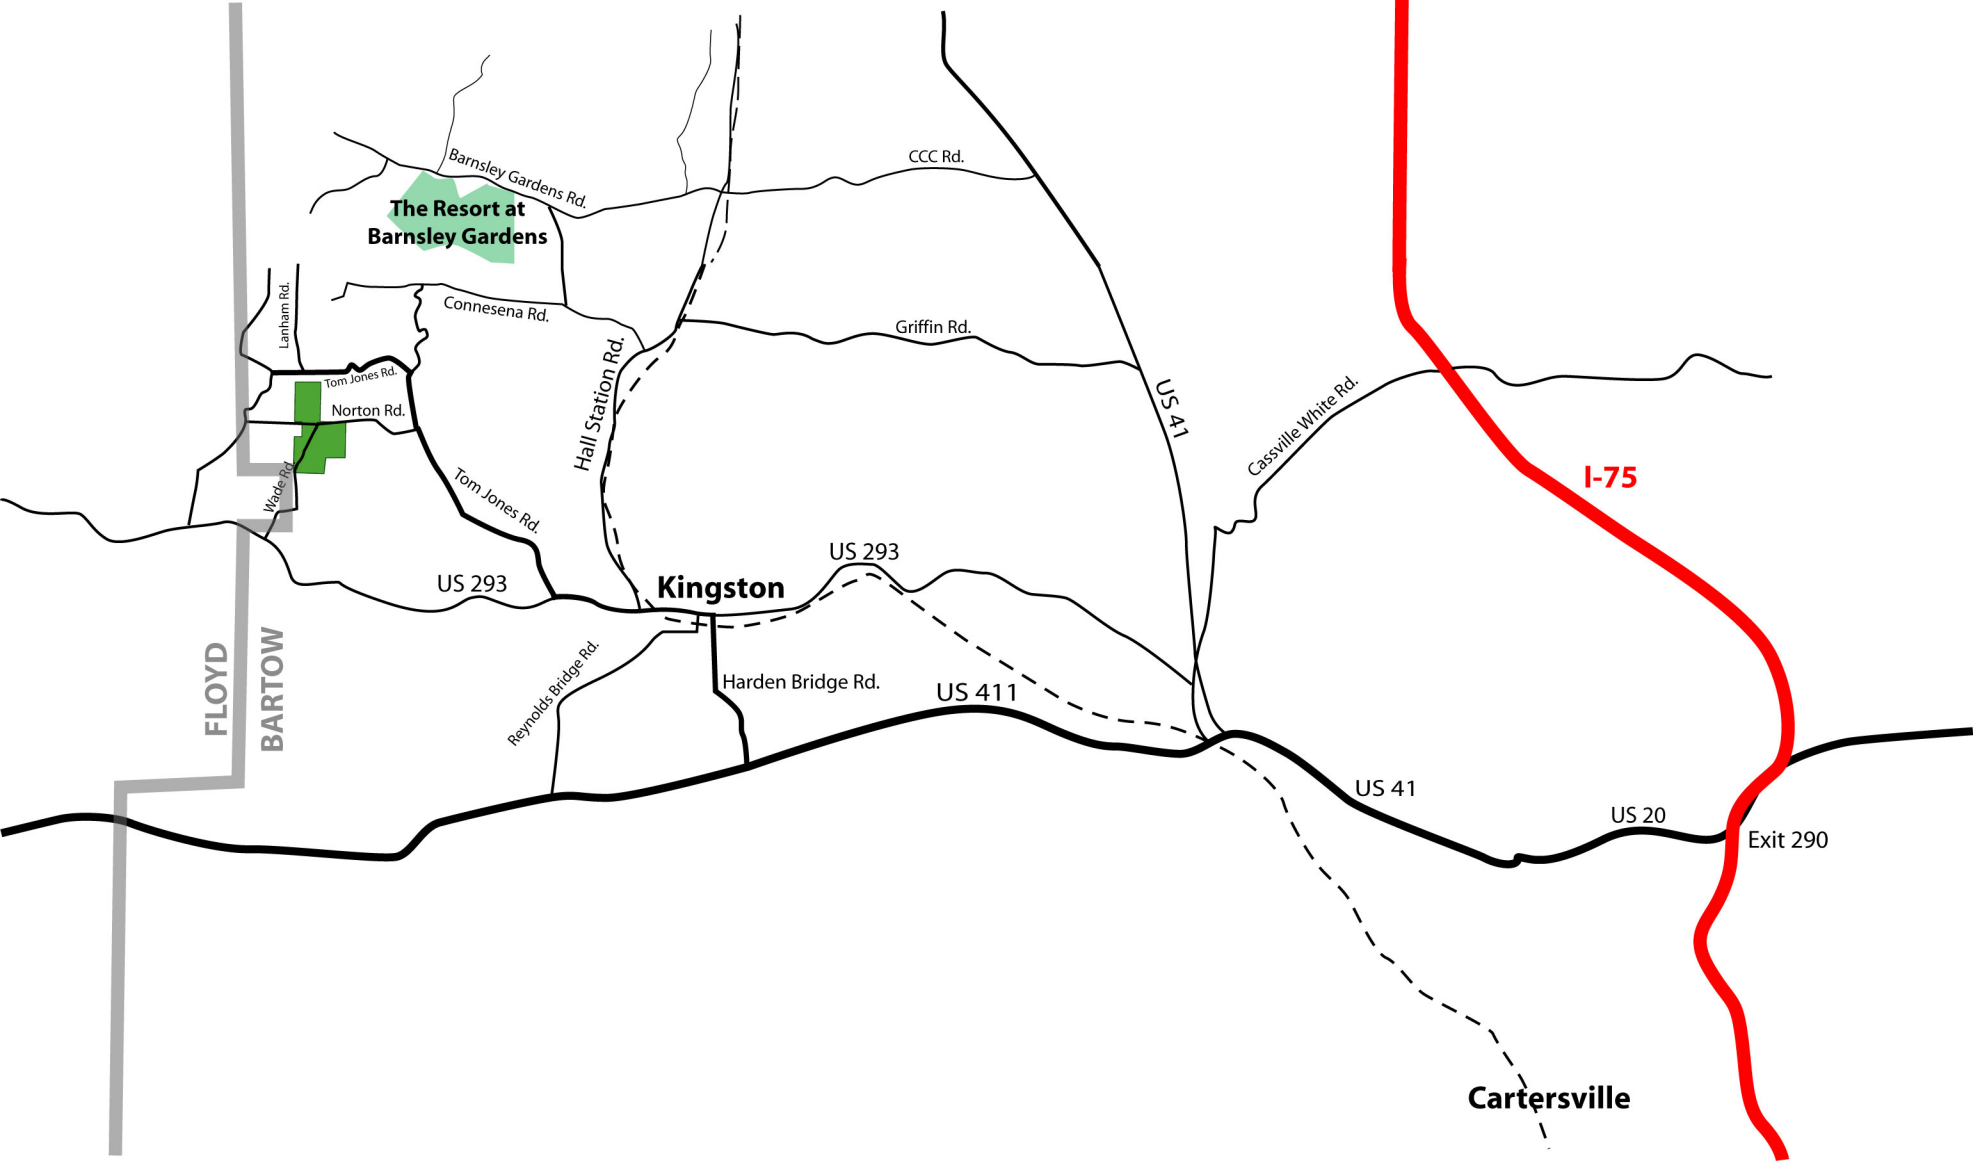 CCC Rd.
Barnsley Gardens Rd.
The Resort at
Barnsley Gardens
Lanham Rd.
Connesena Rd.
Griffin Rd.
Tom Jones Rd.
Norton Rd.
Hall Station Rd.
US 41
Cassville White Rd.
I-75
Wade Rd
Tom Jones Rd.
US 293
US 293
Kingston
FLOYD
BARTOW
Reynolds Bridge Rd.
Harden Bridge Rd.
US 411
US 41
US 20
Exit 290
Cartersville